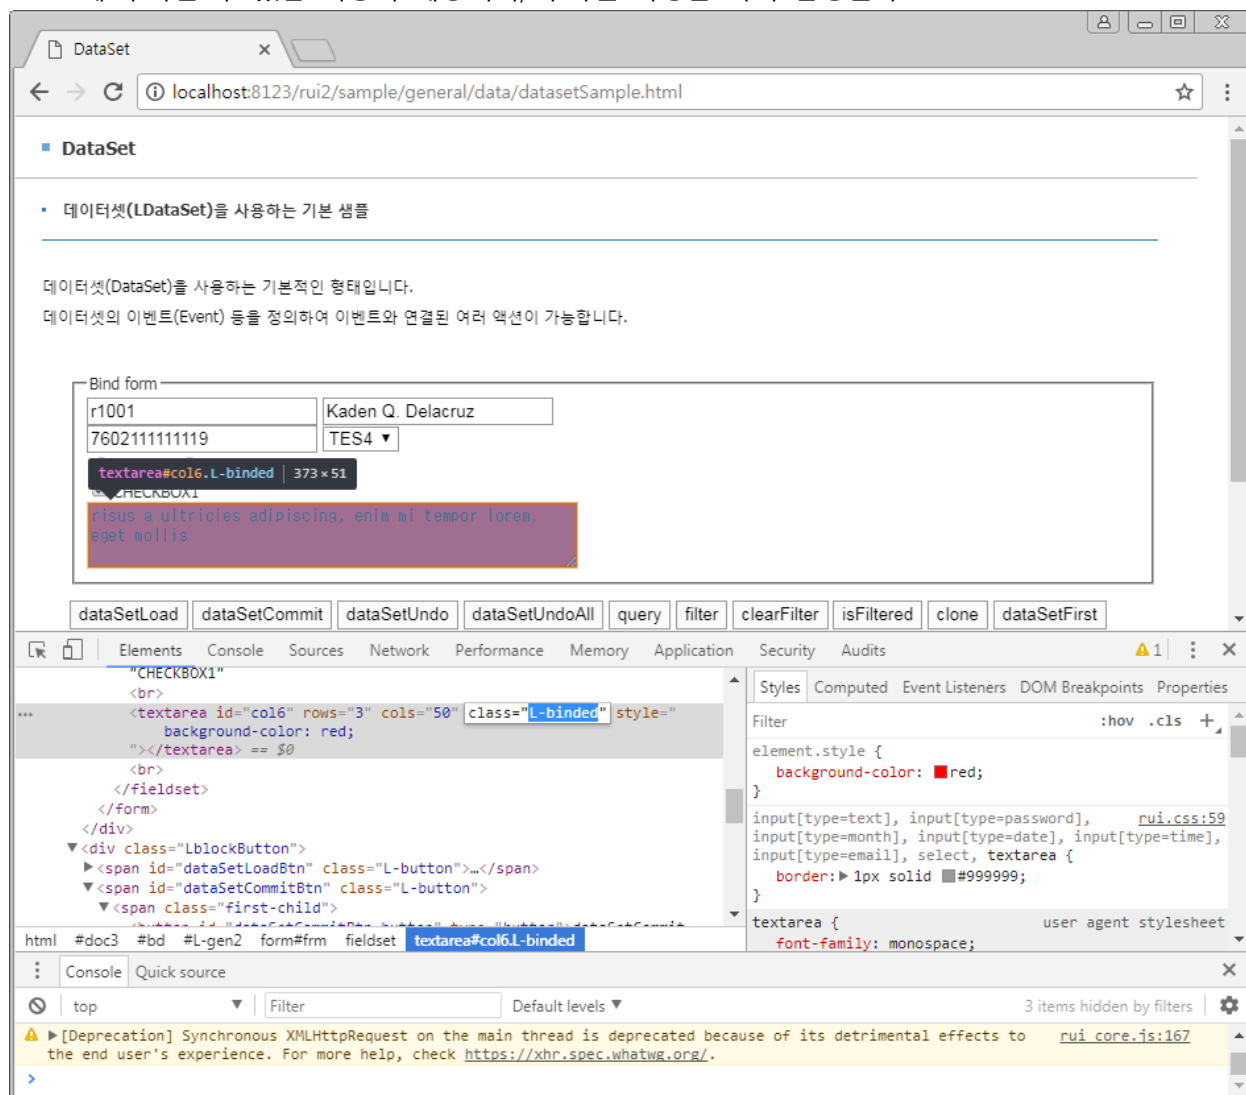 DataSet
localhost:8123/rui2/sample/general/data/datasetSample.html
DataSet
데이터셋(LDataSet)을 사용하는 기본 샘플
데이터셋(DataSet)을 사용하는 기본적인 형태입니다.
데이터셋의 이벤트(Event) 등을 정의하여 이벤트와 연결된 여러 액션이 가능합니다.
Bind form
r1001 Kaden Q. Delacruz
7602111111119 TES4
textarea#col6.L-binded 373×51
CHECKBOX1
risus a ultricies adipiscing, enim mi tempor lorem,
eget mollis
dataSetLoad dataSetCommit dataSetUndo dataSetUndoAll query filter clearFilter isFiltered clone dataSetFirst
Elements Console Sources Network Performance Memory Application Security Audits 1
"CHECKBOX1"
<br>
<textarea id="col6" rows="3" cols="50" class="L-binded" style="
background-color: red;
"></textarea> == $0
<br>
</fieldset>
</form>
</div>
<div class="LblockButton">
<span id="dataSetLoadBtn" class="L-button">…</span>
<span id="dataSetCommitBtn" class="L-button">
<span class="first-child">
html #doc3 #bd #L-gen2 form#frm fieldset textarea#col6.L-binded
Styles Computed Event Listeners DOM Breakpoints Properties
Filter :hov .cls +
element.style {
background-color: red;
}
input[type=text], input[type=password], rui.css:59
input[type=month], input[type=date], input[type=time],
input[type=email], select, textarea {
border: 1px solid #999999;
}
textarea { user agent stylesheet
font-family: monospace;
Console Quick source
top Filter Default levels 3 items hidden by filters
[Deprecation] Synchronous XMLHttpRequest on the main thread is deprecated because of its detrimental effects to rui_core.js:167
the end user's experience. For more help, check https://xhr.spec.whatwg.org/.